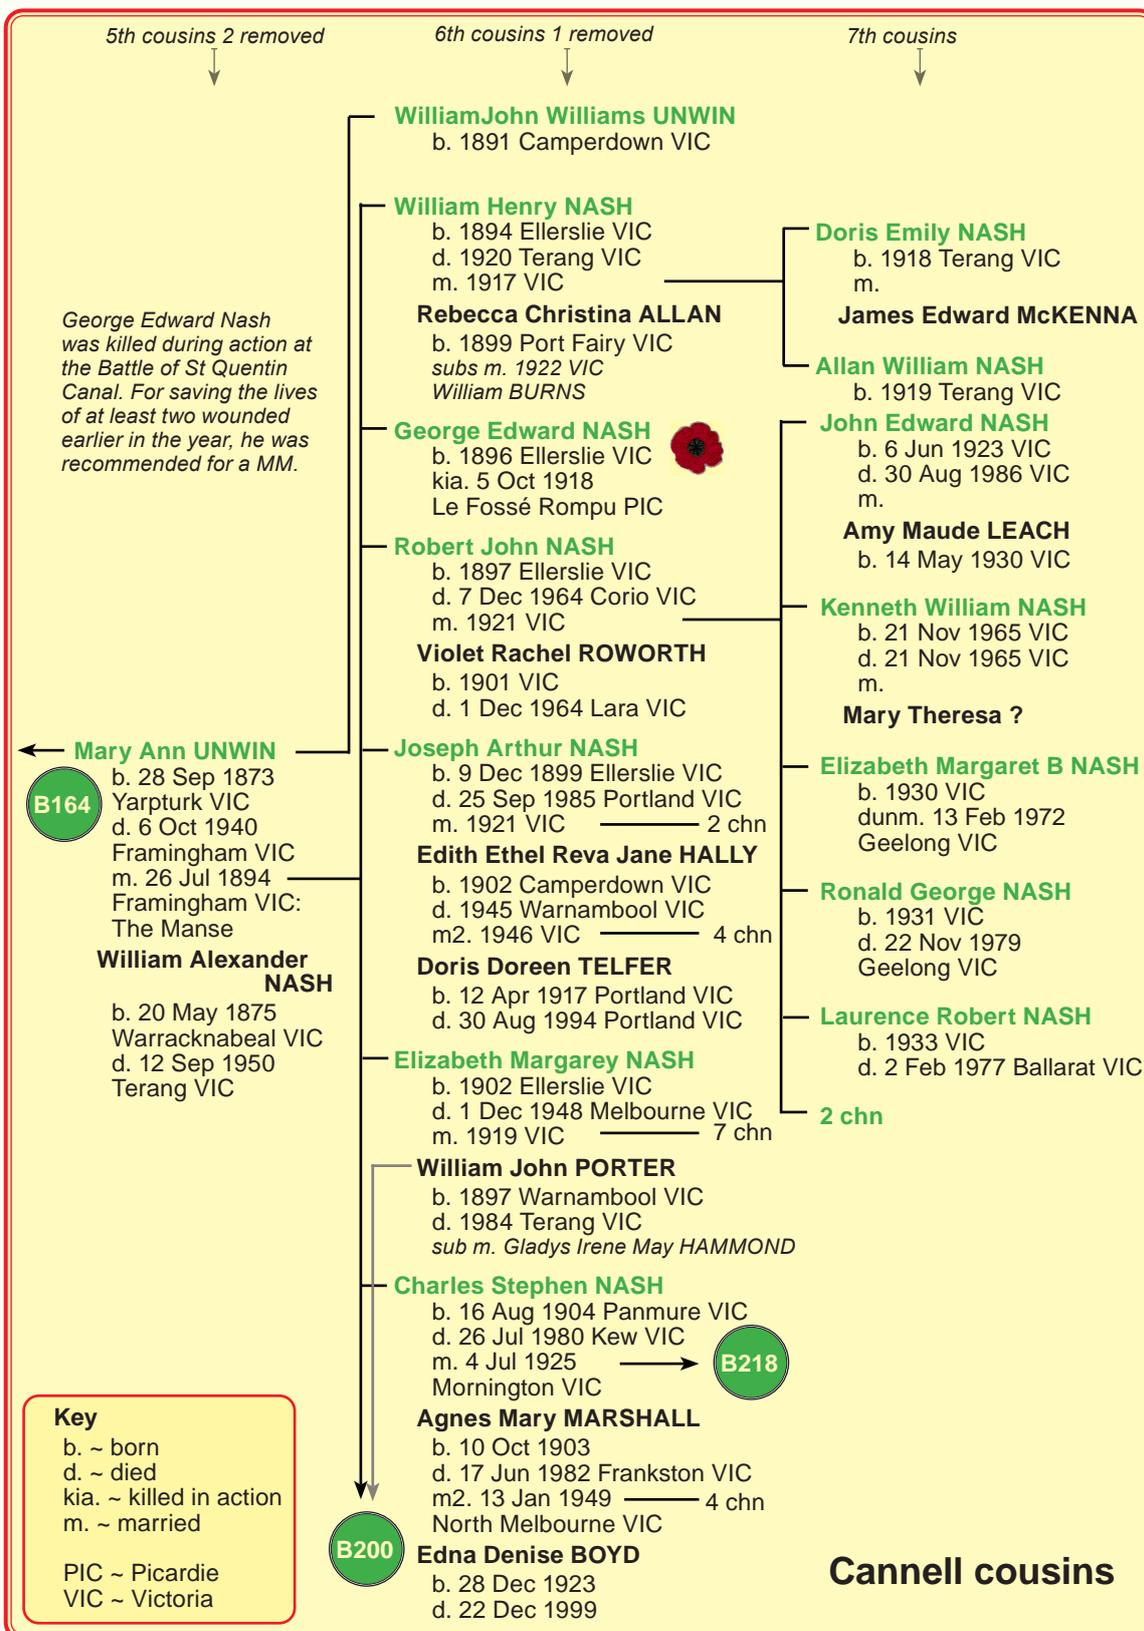 5th cousins 2 removed
6th cousins 1 removed
7th cousins
George Edward Nash
was killed during action at
the Battle of St Quentin
Canal. For saving the lives
of at least two wounded
earlier in the year, he was
recommended for a MM.
Mary Ann UNWIN
B164
b. 28 Sep 1873
Yarpturk VIC
d. 6 Oct 1940
Framingham VIC
m. 26 Jul 1894
Framingham VIC:
The Manse
William Alexander
NASH
b. 20 May 1875
Warracknabeal VIC
d. 12 Sep 1950
Terang VIC
WilliamJohn Williams UNWIN
b. 1891 Camperdown VIC
William Henry NASH
b. 1894 Ellerslie VIC
d. 1920 Terang VIC
m. 1917 VIC
Rebecca Christina ALLAN
b. 1899 Port Fairy VIC
subs m. 1922 VIC
William BURNS
George Edward NASH
b. 1896 Ellerslie VIC
kia. 5 Oct 1918
Le Fossé Rompu PIC
Robert John NASH
b. 1897 Ellerslie VIC
d. 7 Dec 1964 Corio VIC
m. 1921 VIC
Violet Rachel ROWORTH
b. 1901 VIC
d. 1 Dec 1964 Lara VIC
Joseph Arthur NASH
b. 9 Dec 1899 Ellerslie VIC
d. 25 Sep 1985 Portland VIC
m. 1921 VIC 2 chn
Edith Ethel Reva Jane HALLY
b. 1902 Camperdown VIC
d. 1945 Warnambool VIC
m2. 1946 VIC 4 chn
Doris Doreen TELFER
b. 12 Apr 1917 Portland VIC
d. 30 Aug 1994 Portland VIC
Elizabeth Margarey NASH
b. 1902 Ellerslie VIC
d. 1 Dec 1948 Melbourne VIC
m. 1919 VIC 7 chn
William John PORTER
b. 1897 Warnambool VIC
d. 1984 Terang VIC
sub m. Gladys Irene May HAMMOND
Charles Stephen NASH
b. 16 Aug 1904 Panmure VIC
d. 26 Jul 1980 Kew VIC
m. 4 Jul 1925
B218
Mornington VIC
Agnes Mary MARSHALL
b. 10 Oct 1903
d. 17 Jun 1982 Frankston VIC
m2. 13 Jan 1949 4 chn
North Melbourne VIC
B200
Edna Denise BOYD
b. 28 Dec 1923
d. 22 Dec 1999
Doris Emily NASH
b. 1918 Terang VIC
m.
James Edward McKENNA
Allan William NASH
b. 1919 Terang VIC
John Edward NASH
b. 6 Jun 1923 VIC
d. 30 Aug 1986 VIC
m.
Amy Maude LEACH
b. 14 May 1930 VIC
Kenneth William NASH
b. 21 Nov 1965 VIC
d. 21 Nov 1965 VIC
m.
Mary Theresa ?
Elizabeth Margaret B NASH
b. 1930 VIC
dunm. 13 Feb 1972
Geelong VIC
Ronald George NASH
b. 1931 VIC
d. 22 Nov 1979
Geelong VIC
Laurence Robert NASH
b. 1933 VIC
d. 2 Feb 1977 Ballarat VIC
2 chn
Key
b. ~ born
d. ~ died
kia. ~ killed in action
m. ~ married
PIC ~ Picardie
VIC ~ Victoria
Cannell cousins